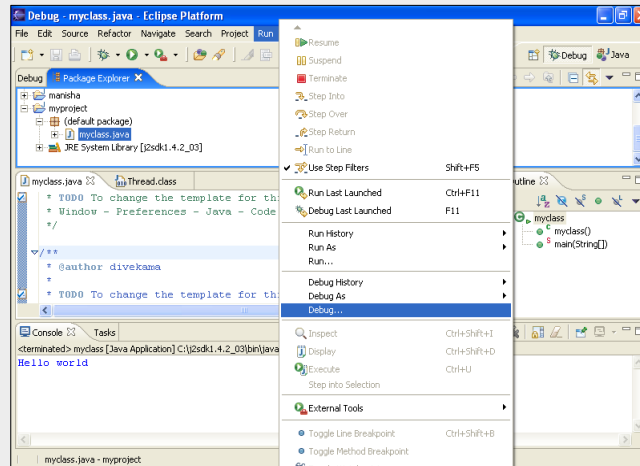 Debug - myclass.java - Eclipse Platform
File Edit Source Refactor Navigate Search Project Run
Debug Java
Debug Package Explorer
manisha
myproject
(default package)
myclass.java
JRE System Library [j2sdk1.4.2_03]
Resume
Suspend
Terminate
Step Into
Step Over
Step Return
Run to Line
Use Step Filters Shift+F5
Run Last Launched Ctrl+F11
Debug Last Launched F11
Run History
Run As
Run...
Debug History
Debug As
Debug...
Inspect Ctrl+Shift+I
Display Ctrl+Shift+D
Execute Ctrl+U
Step into Selection
External Tools
Toggle Line Breakpoint Ctrl+Shift+B
Toggle Method Breakpoint
myclass.java Thread.class
* TODO To change the template for thi
* Window - Preferences - Java - Code
*/
/**
* @author divekama
*
* TODO To change the template for thi
utline
myclass
myclass()
main(String[])
Console Tasks
<terminated> myclass [Java Application] C:\j2sdk1.4.2_03\bin\java
Hello world
myclass.java - myproject